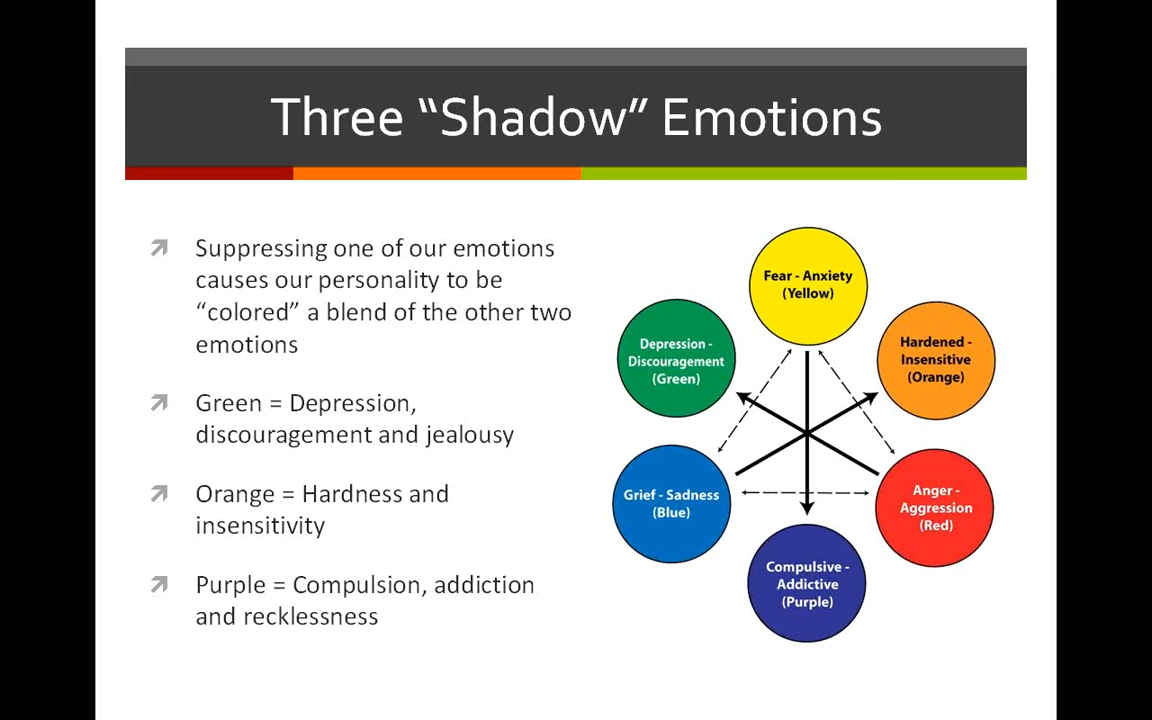 Three “Shadow” Emotions
Suppressing one of our emotions
causes our personality to be
“colored” a blend of the other two
emotions
Green = Depression,
discouragement and jealousy
Orange = Hardness and
insensitivity
Purple = Compulsion, addiction
and recklessness
Fear - Anxiety
(Yellow)
Depression -
Discouragement
(Green)
Hardened -
Insensitive
(Orange)
Grief - Sadness
(Blue)
Anger -
Aggression
(Red)
Compulsive -
Addictive
(Purple)